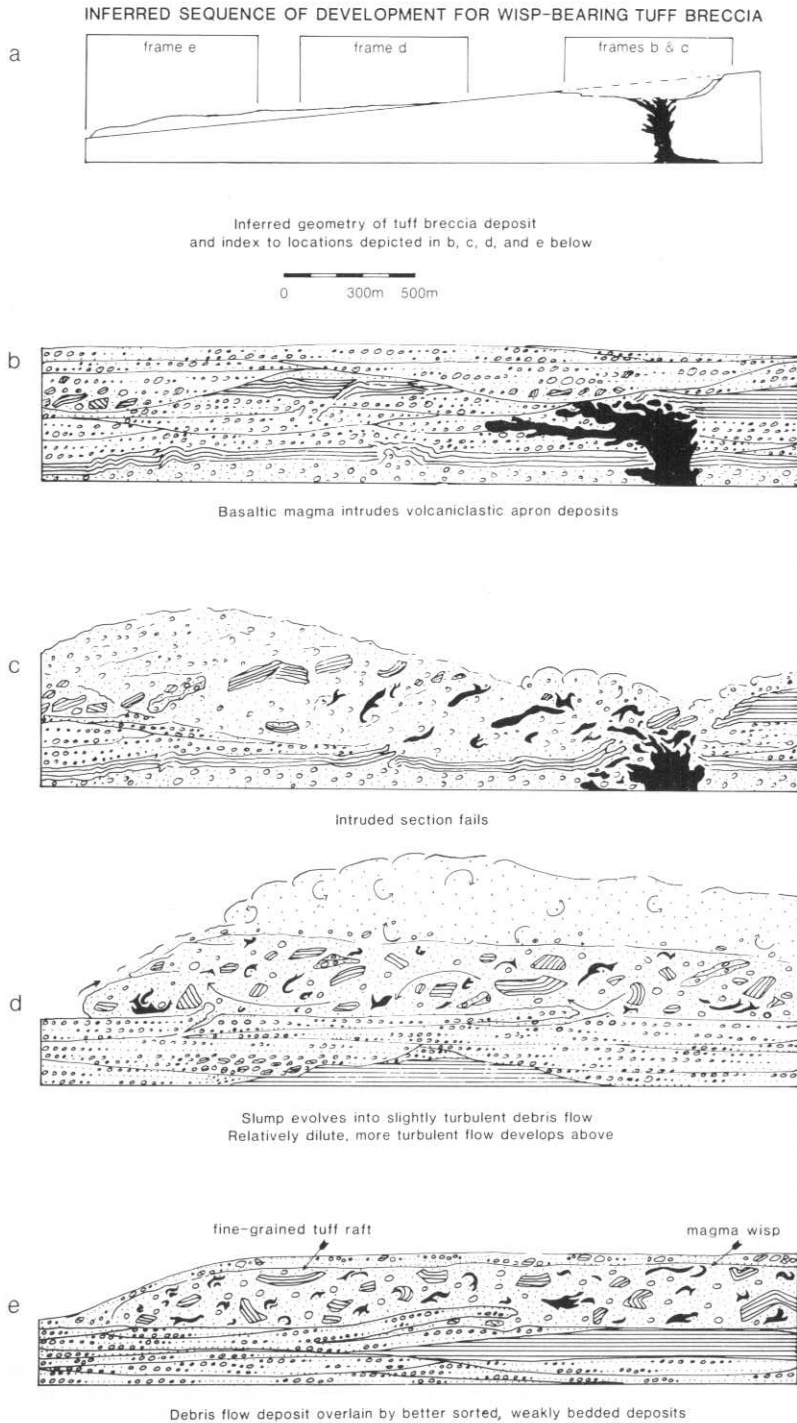 INFERRED SEQUENCE OF DEVELOPMENT FOR WISP-BEARING TUFF BRECCIA
a
frame e
frame d
frames b & c
Inferred geometry of tuff breccia deposit
and index to locations depicted in b, c, d, and e below
0 300m 500m
b
Basaltic magma intrudes volcaniclastic apron deposits
c
Intruded section fails
d
Slump evolves into slightly turbulent debris flow
Relatively dilute, more turbulent flow develops above
fine-grained tuff raft
magma wisp
e
Debris flow deposit overlain by better sorted, weakly bedded deposits